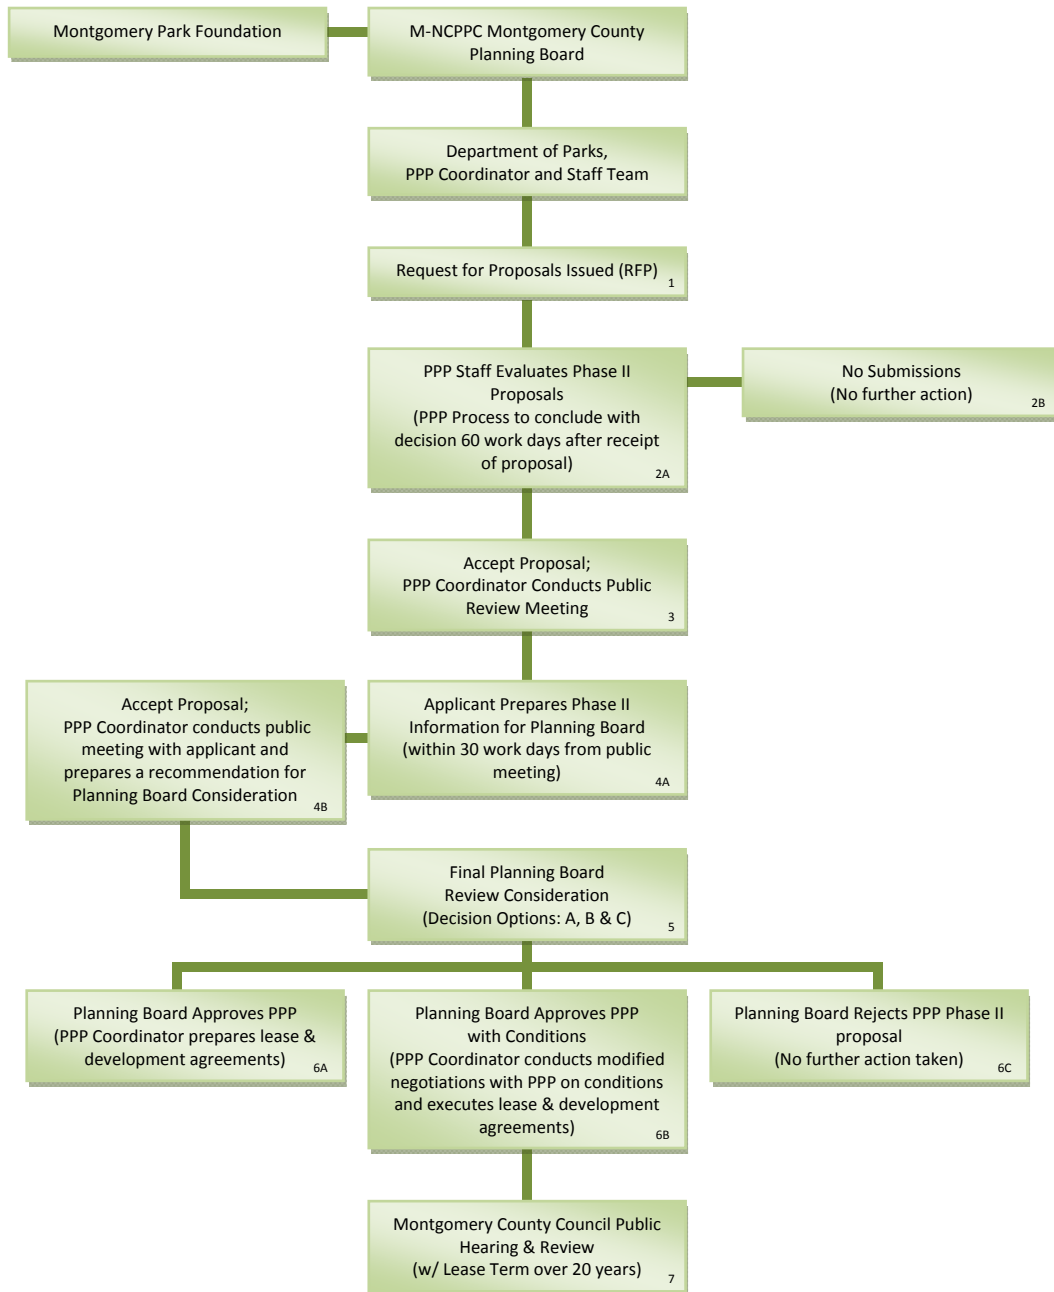 Montgomery Park Foundation
M-NCPPC Montgomery County
Planning Board
Department of Parks,
PPP Coordinator and Staff Team
Request for Proposals Issued (RFP)
1
PPP Staff Evaluates Phase II
Proposals
(PPP Process to conclude with
decision 60 work days after receipt
of proposal)
2A
No Submissions
(No further action)
2B
Accept Proposal;
PPP Coordinator Conducts Public
Review Meeting
3
Applicant Prepares Phase II
Information for Planning Board
(within 30 work days from public
meeting)
4A
Accept Proposal;
PPP Coordinator conducts public
meeting with applicant and
prepares a recommendation for
Planning Board Consideration
4B
Final Planning Board
Review Consideration
(Decision Options: A, B & C)
5
Planning Board Approves PPP
(PPP Coordinator prepares lease &
development agreements)
6A
Planning Board Approves PPP
with Conditions
(PPP Coordinator conducts modified
negotiations with PPP on conditions
and executes lease & development
agreements)
6B
Planning Board Rejects PPP Phase II
proposal
(No further action taken)
6C
Montgomery County Council Public
Hearing & Review
(w/ Lease Term over 20 years)
7